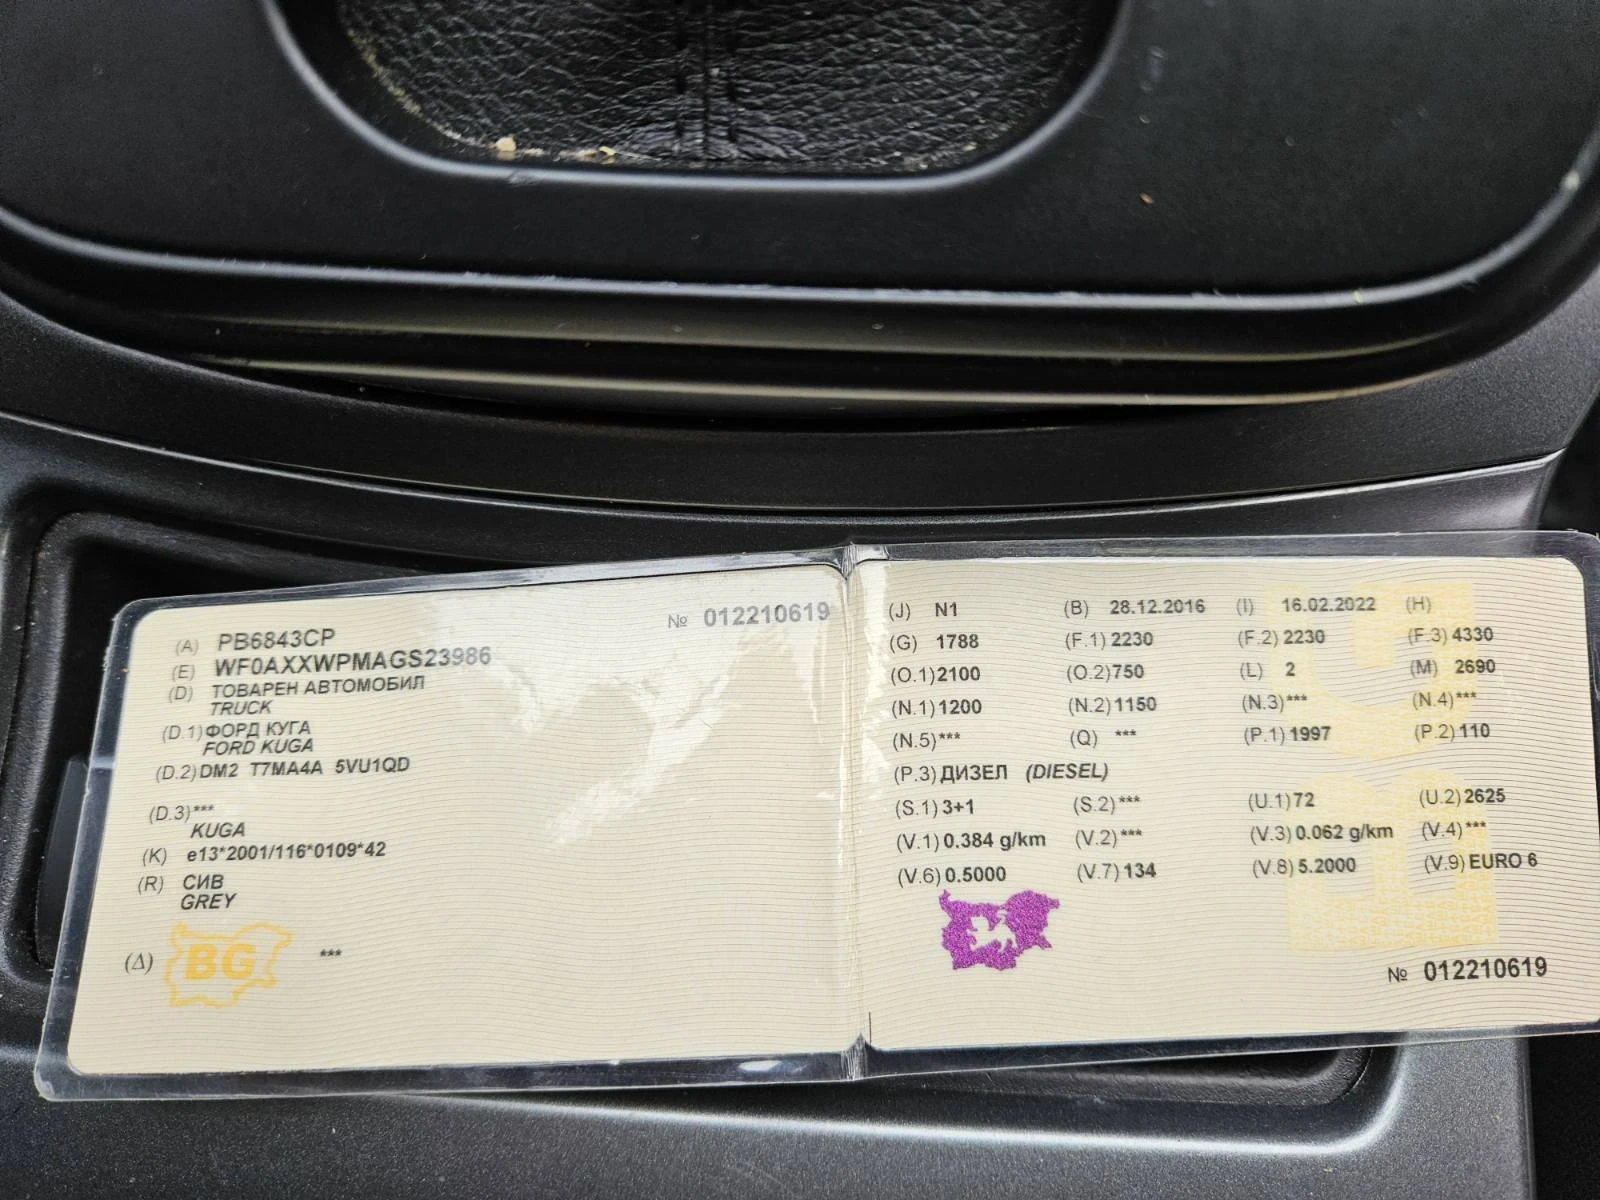 № 012210619
(A) PB6843CP
(E) WF0AXXWPMAGS23986
(D) ТОВАРЕН АВТОМОБИЛ
TRUCK
(D.1) ФОРД КУГА
FORD KUGA
(D.2) DM2 T7MA4A 5VU1QD
(D.3) ***
KUGA
(K) e13*2001/116*0109*42
(R) СИВ
GREY
(Δ) BG ***
(J) N1 (B) 28.12.2016 (I) 16.02.2022 (H)
(G) 1788 (F.1) 2230 (F.2) 2230 (F.3) 4330
(O.1) 2100 (O.2) 750 (L) 2 (M) 2690
(N.1) 1200 (N.2) 1150 (N.3) *** (N.4) ***
(N.5) *** (Q) *** (P.1) 1997 (P.2) 110
(P.3) ДИЗЕЛ (DIESEL)
(S.1) 3+1 (S.2) *** (U.1) 72 (U.2) 2625
(V.1) 0.384 g/km (V.2) *** (V.3) 0.062 g/km (V.4) ***
(V.6) 0.5000 (V.7) 134 (V.8) 5.2000 (V.9) EURO 6
№ 012210619